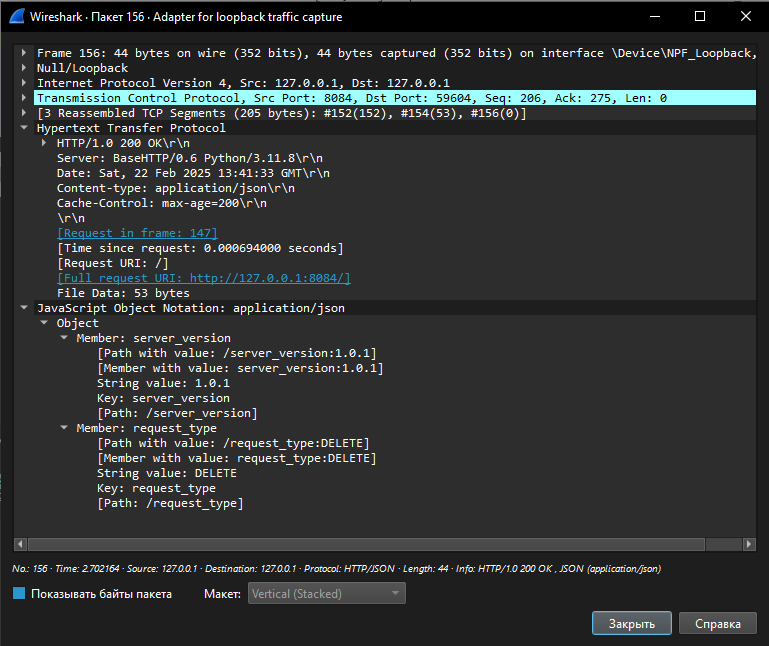 Wireshark · Пакет 156 · Adapter for loopback traffic capture
Frame 156: 44 bytes on wire (352 bits), 44 bytes captured (352 bits) on interface \Device\NPF_Loopback,
Null/Loopback
Internet Protocol Version 4, Src: 127.0.0.1, Dst: 127.0.0.1
Transmission Control Protocol, Src Port: 8084, Dst Port: 59604, Seq: 206, Ack: 275, Len: 0
[3 Reassembled TCP Segments (205 bytes): #152(152), #154(53), #156(0)]
Hypertext Transfer Protocol
HTTP/1.0 200 OK\r\n
Server: BaseHTTP/0.6 Python/3.11.8\r\n
Date: Sat, 22 Feb 2025 13:41:33 GMT\r\n
Content-type: application/json\r\n
Cache-Control: max-age=200\r\n
\r\n
[Request in frame: 147]
[Time since request: 0.000694000 seconds]
[Request URI: /]
[Full request URI: http://127.0.0.1:8084/]
File Data: 53 bytes
JavaScript Object Notation: application/json
Object
Member: server_version
[Path with value: /server_version:1.0.1]
[Member with value: server_version:1.0.1]
String value: 1.0.1
Key: server_version
[Path: /server_version]
Member: request_type
[Path with value: /request_type:DELETE]
[Member with value: request_type:DELETE]
String value: DELETE
Key: request_type
[Path: /request_type]
No.: 156 · Time: 2.702164 · Source: 127.0.0.1 · Destination: 127.0.0.1 · Protocol: HTTP/JSON · Length: 44 · Info: HTTP/1.0 200 OK , JSON (application/json)
Показывать байты пакета Макет: Vertical (Stacked)
Закрыть Справка